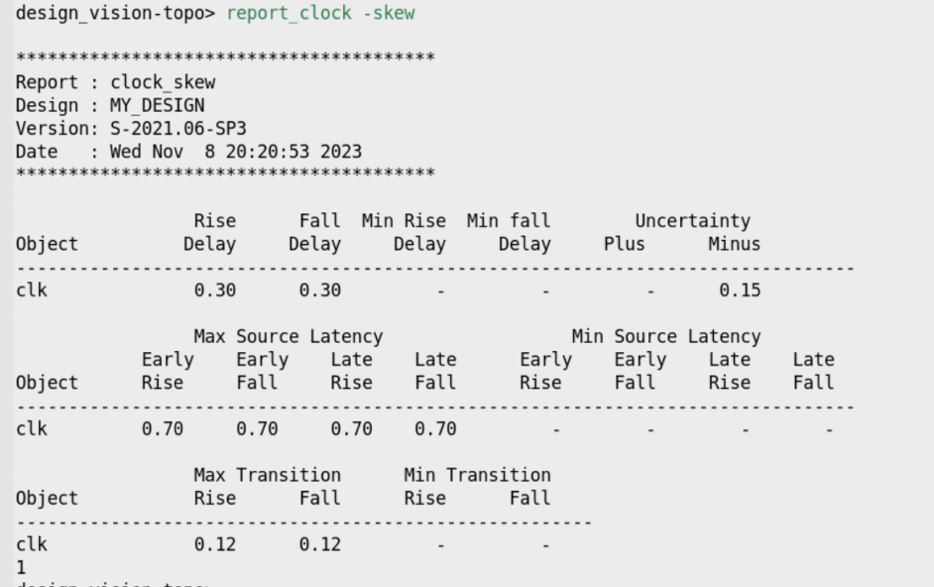 design_vision-topo> report_clock -skew
****************************************
Report : clock_skew
Design : MY_DESIGN
Version: S-2021.06-SP3
Date   : Wed Nov  8 20:20:53 2023
****************************************
                 Rise      Fall  Min Rise  Min fall        Uncertainty
Object          Delay     Delay     Delay     Delay     Plus      Minus
--------------------------------------------------------------------------------
clk              0.30      0.30         -         -         -      0.15
                 Max Source Latency                  Min Source Latency
            Early    Early    Late    Late      Early    Early    Late    Late
Object      Rise     Fall     Rise    Fall      Rise     Fall     Rise    Fall
--------------------------------------------------------------------------------
clk         0.70     0.70     0.70    0.70         -        -        -       -
                 Max Transition      Min Transition
Object           Rise      Fall      Rise      Fall
-------------------------------------------------------
clk              0.12      0.12         -         -
1
design_vision-topo>